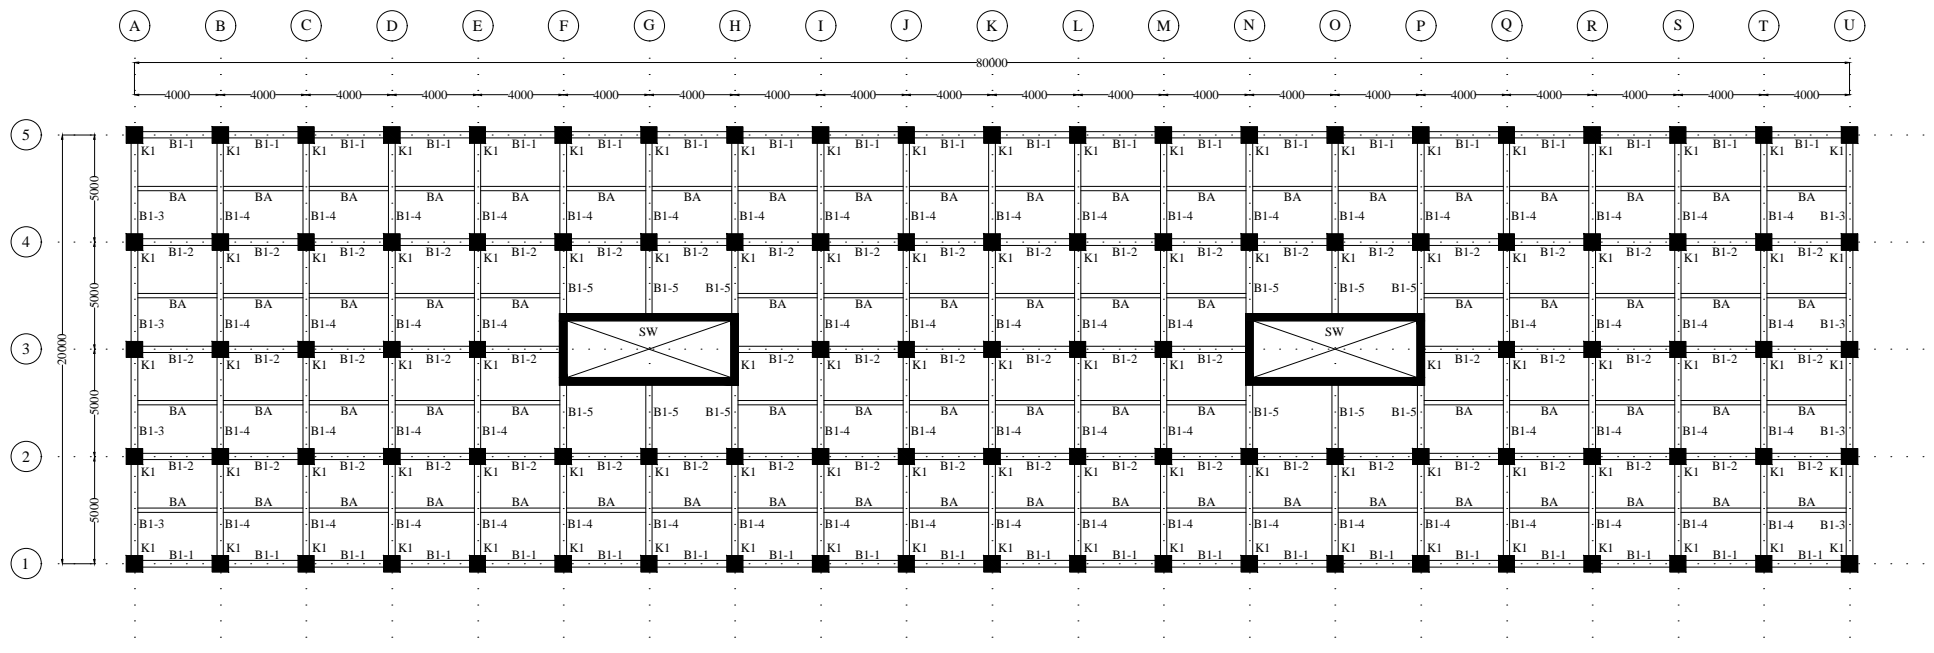 A B C D E F G H I J K L M N O P Q R S T U
80000
4000 4000 4000 4000 4000 4000 4000 4000 4000 4000 4000 4000 4000 4000 4000 4000 4000 4000 4000 4000
5
K1 B1-1 K1 B1-1 K1 B1-1 K1 B1-1 K1 B1-1 K1 B1-1 K1 B1-1 K1 B1-1 K1 B1-1 K1 B1-1 K1 B1-1 K1 B1-1 K1 B1-1 K1 B1-1 K1 B1-1 K1 B1-1 K1 B1-1 K1 B1-1 K1 B1-1 K1 B1-1 K1
5000 BA BA BA BA BA BA BA BA BA BA BA BA BA BA BA BA BA BA BA BA
B1-3 B1-4 B1-4 B1-4 B1-4 B1-4 B1-4 B1-4 B1-4 B1-4 B1-4 B1-4 B1-4 B1-4 B1-4 B1-4 B1-4 B1-4 B1-4 B1-4 B1-3
4
K1 B1-2 K1 B1-2 K1 B1-2 K1 B1-2 K1 B1-2 K1 B1-2 K1 B1-2 K1 B1-2 K1 B1-2 K1 B1-2 K1 B1-2 K1 B1-2 K1 B1-2 K1 B1-2 K1 B1-2 K1 B1-2 K1 B1-2 K1 B1-2 K1 B1-2 K1 B1-2 K1
B1-5 B1-5 B1-5 B1-5 B1-5 B1-5
5000 BA BA BA BA BA BA BA BA BA BA BA BA BA BA BA BA
B1-3 B1-4 B1-4 B1-4 B1-4 SW B1-4 B1-4 B1-4 B1-4 B1-4 SW B1-4 B1-4 B1-4 B1-4 B1-3
20000
3
K1 B1-2 K1 B1-2 K1 B1-2 K1 B1-2 K1 B1-2 K1 B1-2 K1 B1-2 K1 B1-2 K1 B1-2 K1 B1-2 K1 B1-2 K1 B1-2 K1 B1-2 K1 B1-2 K1 B1-2 K1 B1-2 K1
5000 BA BA BA BA BA B1-5 B1-5 B1-5 BA BA BA BA BA BA B1-5 B1-5 B1-5 BA BA BA BA BA
B1-3 B1-4 B1-4 B1-4 B1-4 B1-4 B1-4 B1-4 B1-4 B1-4 B1-4 B1-4 B1-4 B1-4 B1-3
2
K1 B1-2 K1 B1-2 K1 B1-2 K1 B1-2 K1 B1-2 K1 B1-2 K1 B1-2 K1 B1-2 K1 B1-2 K1 B1-2 K1 B1-2 K1 B1-2 K1 B1-2 K1 B1-2 K1 B1-2 K1 B1-2 K1 B1-2 K1 B1-2 K1 B1-2 K1 B1-2 K1
5000 BA BA BA BA BA BA BA BA BA BA BA BA BA BA BA BA BA BA BA BA
B1-3 B1-4 B1-4 B1-4 B1-4 B1-4 B1-4 B1-4 B1-4 B1-4 B1-4 B1-4 B1-4 B1-4 B1-4 B1-4 B1-4 B1-4 B1-4 B1-4 B1-3
K1 B1-1 K1 B1-1 K1 B1-1 K1 B1-1 K1 B1-1 K1 B1-1 K1 B1-1 K1 B1-1 K1 B1-1 K1 B1-1 K1 B1-1 K1 B1-1 K1 B1-1 K1 B1-1 K1 B1-1 K1 B1-1 K1 B1-1 K1 B1-1 K1 B1-1 K1 B1-1 K1
1